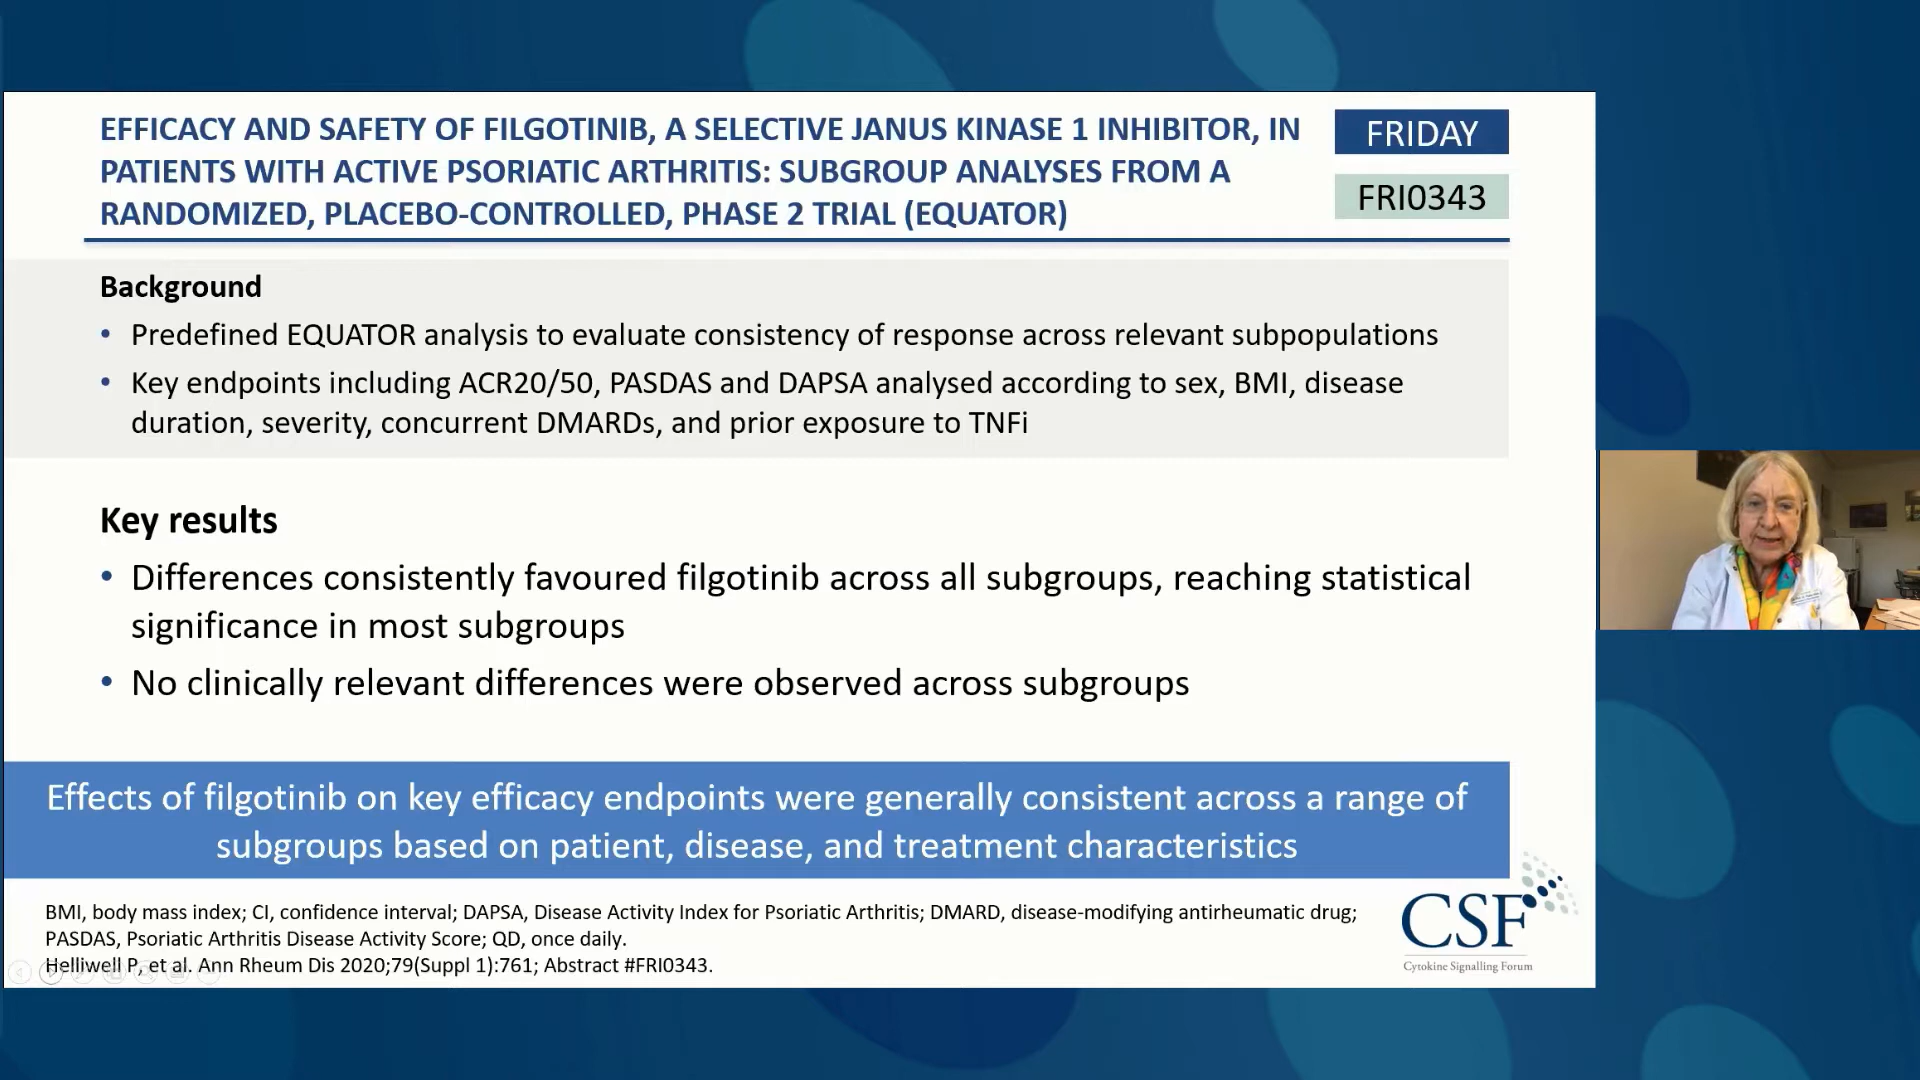 EFFICACY AND SAFETY OF FILGOTINIB, A SELECTIVE JANUS KINASE 1 INHIBITOR, IN
PATIENTS WITH ACTIVE PSORIATIC ARTHRITIS: SUBGROUP ANALYSES FROM A
RANDOMIZED, PLACEBO-CONTROLLED, PHASE 2 TRIAL (EQUATOR)
FRIDAY
FRI0343
Background
• Predefined EQUATOR analysis to evaluate consistency of response across relevant subpopulations
• Key endpoints including ACR20/50, PASDAS and DAPSA analysed according to sex, BMI, disease
duration, severity, concurrent DMARDs, and prior exposure to TNFi
Key results
• Differences consistently favoured filgotinib across all subgroups, reaching statistical
significance in most subgroups
• No clinically relevant differences were observed across subgroups
Effects of filgotinib on key efficacy endpoints were generally consistent across a range of
subgroups based on patient, disease, and treatment characteristics
BMI, body mass index; CI, confidence interval; DAPSA, Disease Activity Index for Psoriatic Arthritis; DMARD, disease-modifying antirheumatic drug;
PASDAS, Psoriatic Arthritis Disease Activity Score; QD, once daily.
Helliwell P, et al. Ann Rheum Dis 2020;79(Suppl 1):761; Abstract #FRI0343.
CSF
Cytokine Signalling Forum